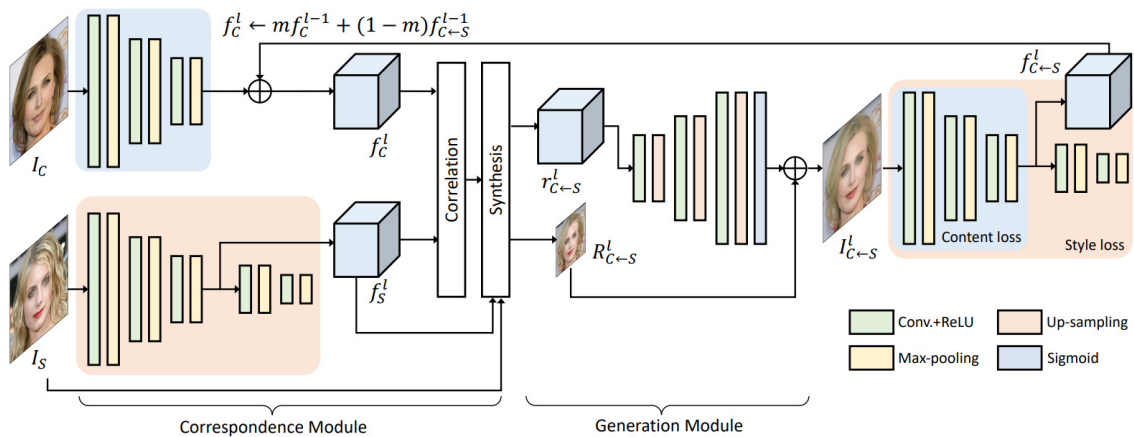 f_C^l ← mf_C^{l-1} + (1 − m)f_{C←S}^{l-1}
f_{C←S}^l
I_C
f_C^l
Correlation
Synthesis
r_{C←S}^l
I_{C←S}^l
Content loss
Style loss
I_S
f_S^l
R_{C←S}^l
Conv.+ReLU
Up-sampling
Max-pooling
Sigmoid
Correspondence Module
Generation Module